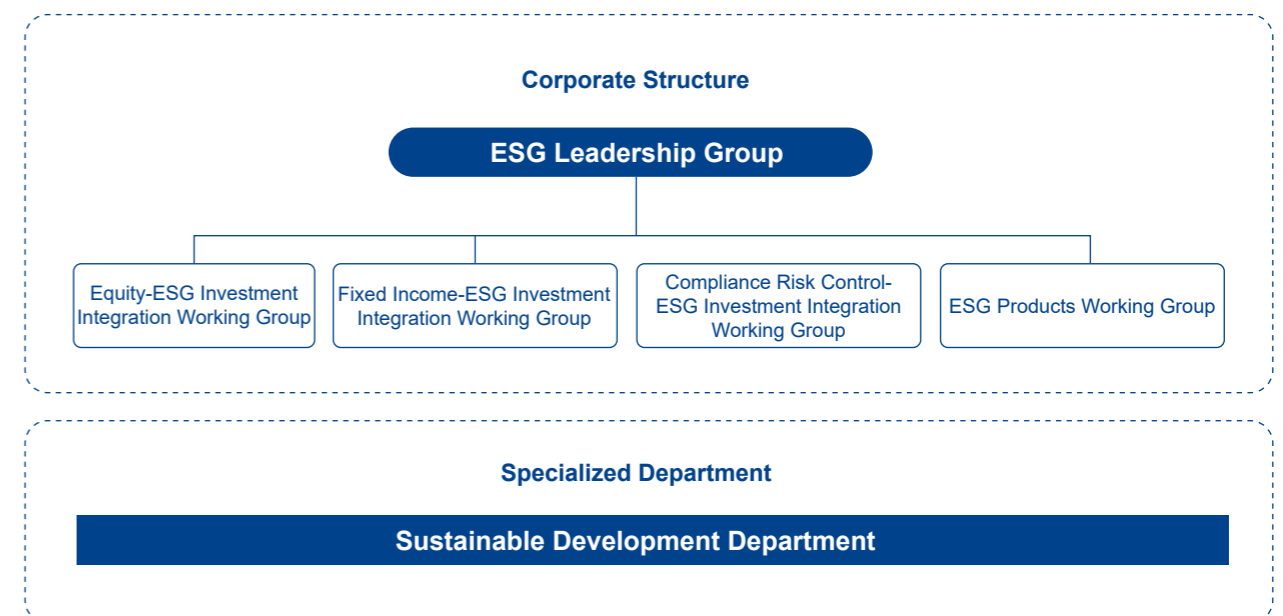 Corporate Structure
ESG Leadership Group
Equity-ESG Investment
Integration Working Group
Fixed Income-ESG Investment
Integration Working Group
Compliance Risk Control-
ESG Investment Integration
Working Group
ESG Products Working Group
Specialized Department
Sustainable Development Department